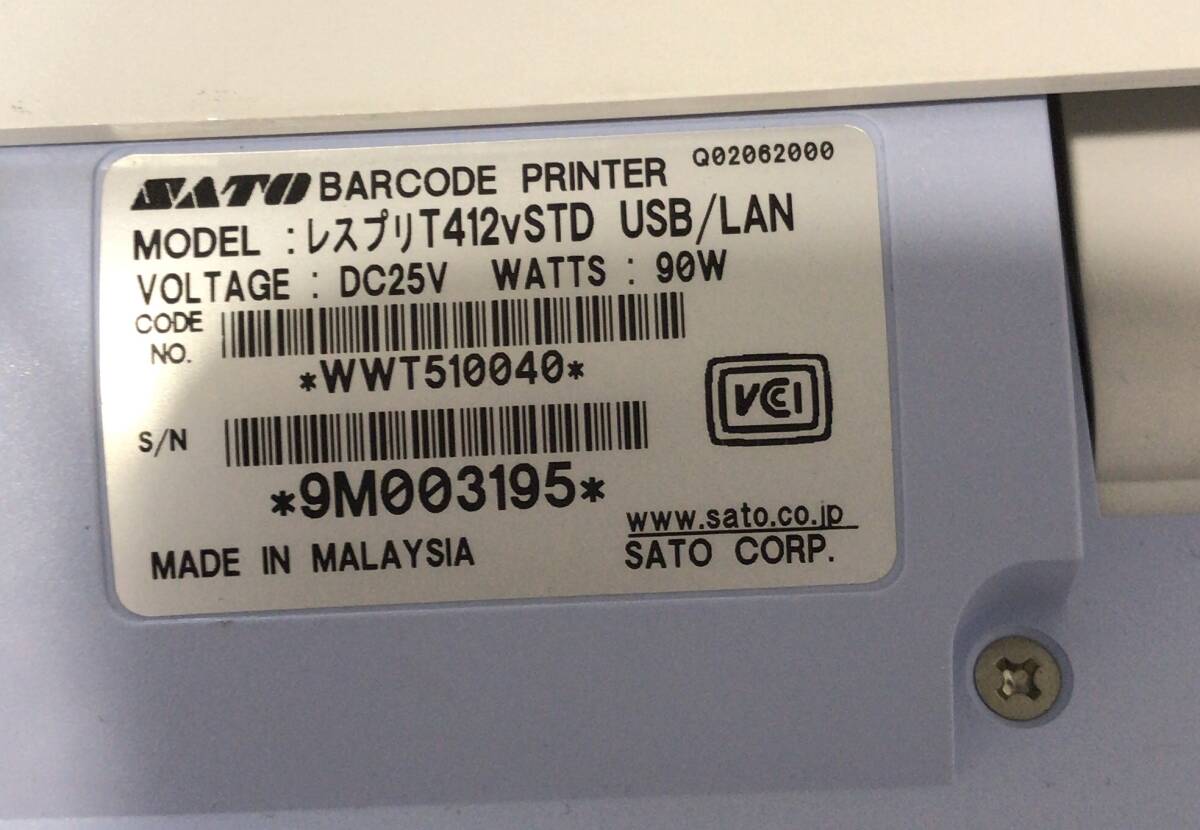 SATO BARCODE PRINTER Q02062000
MODEL :レスプリT412vSTD USB/LAN
VOLTAGE : DC25V WATTS : 90W
CODE NO.
*WWT510040*
VCCI
S/N
*9M003195*
www.sato.co.jp
MADE IN MALAYSIA SATO CORP.